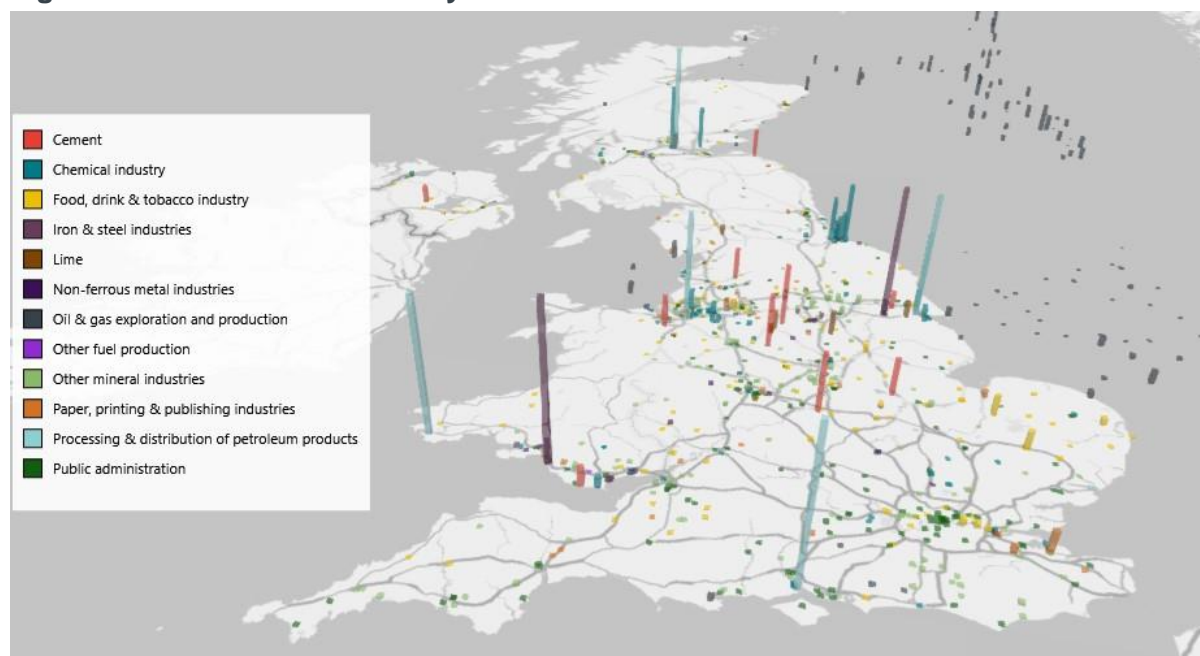 Cement
Chemical industry
Food, drink & tobacco industry
Iron & steel industries
Lime
Non-ferrous metal industries
Oil & gas exploration and production
Other fuel production
Other mineral industries
Paper, printing & publishing industries
Processing & distribution of petroleum products
Public administration